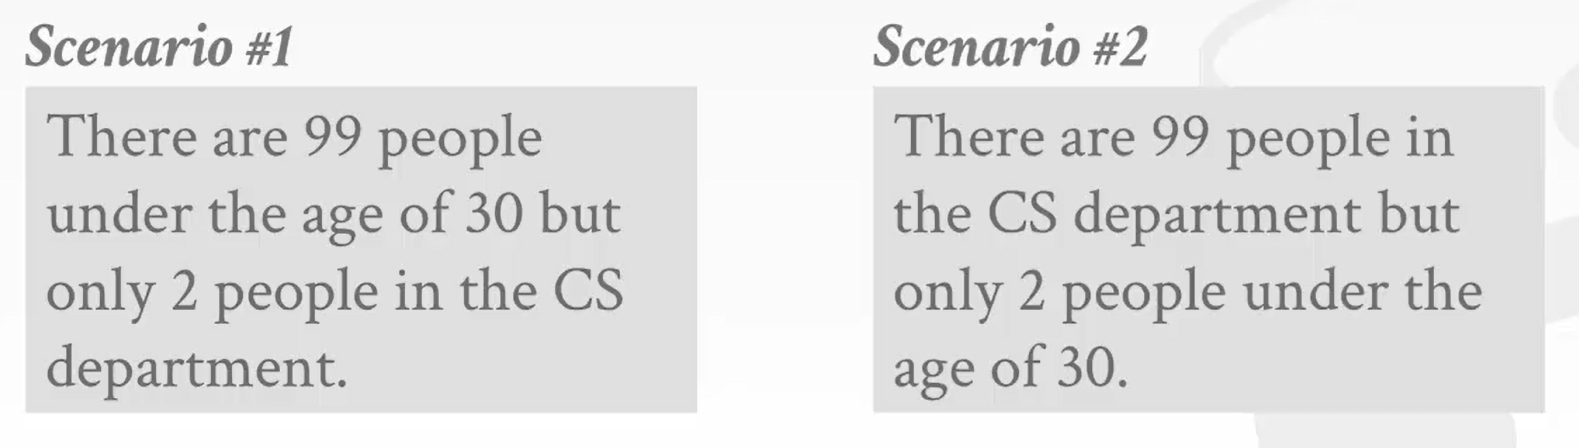 Scenario #1
There are 99 people
under the age of 30 but
only 2 people in the CS
department.
Scenario #2
There are 99 people in
the CS department but
only 2 people under the
age of 30.